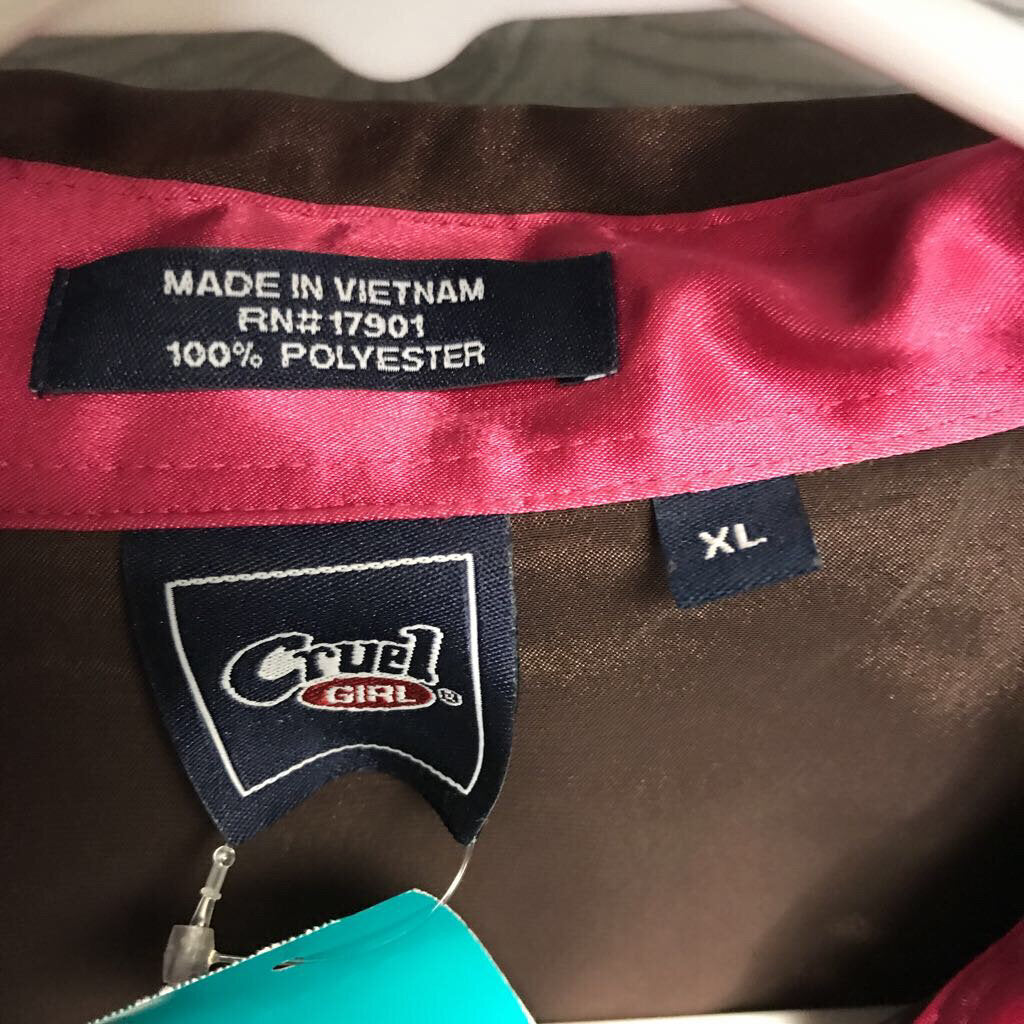 MADE IN VIETNAM
RN#17901
100% POLYESTER
XL
Cruel
GIRL®